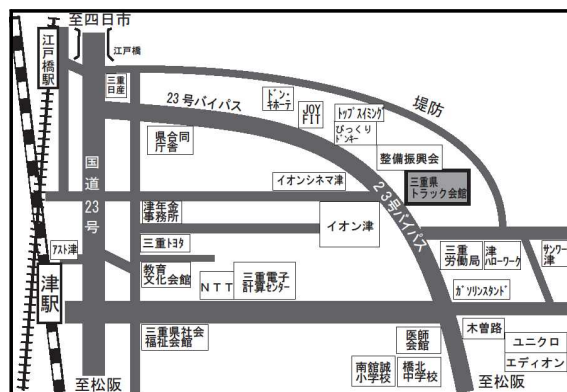 至四日市
江戸橋駅
江戸橋
三重
日産
23号バイパス
ドン・
キホーテ
JOY
FIT
トップスイミング
びっくり
ドンキー
堤防
県合同
庁舎
整備振興会
国道23号
イオンシネマ津
三重県
トラック会館
津年金
事務所
イオン津
23号バイパス
アスト津
三重トヨタ
三重
労働局
津
ハローワーク
サンワーク
津
教育
文化会館
NTT
三重電子
計算センター
津駅
ガソリンスタンド
三重県社会
福祉会館
医師
会館
木曽路
ユニクロ
エディオン
南舘誠
小学校
橋北
中学校
至松阪
至松阪